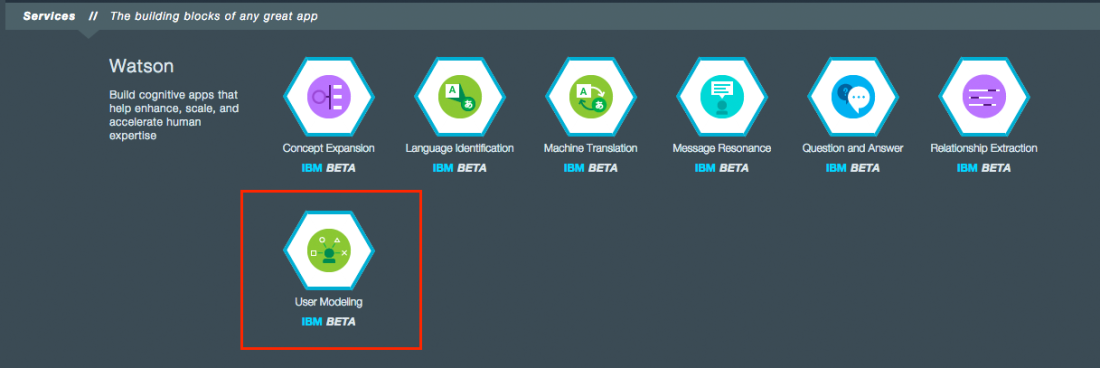 Services // The building blocks of any great app
Watson
Build cognitive apps that
help enhance, scale, and
accelerate human
expertise
A あ
A あ
?
Concept Expansion
Language Identification
Machine Translation
Message Resonance
Question and Answer
Relationship Extraction
IBM BETA
IBM BETA
IBM BETA
IBM BETA
IBM BETA
IBM BETA
User Modeling
IBM BETA